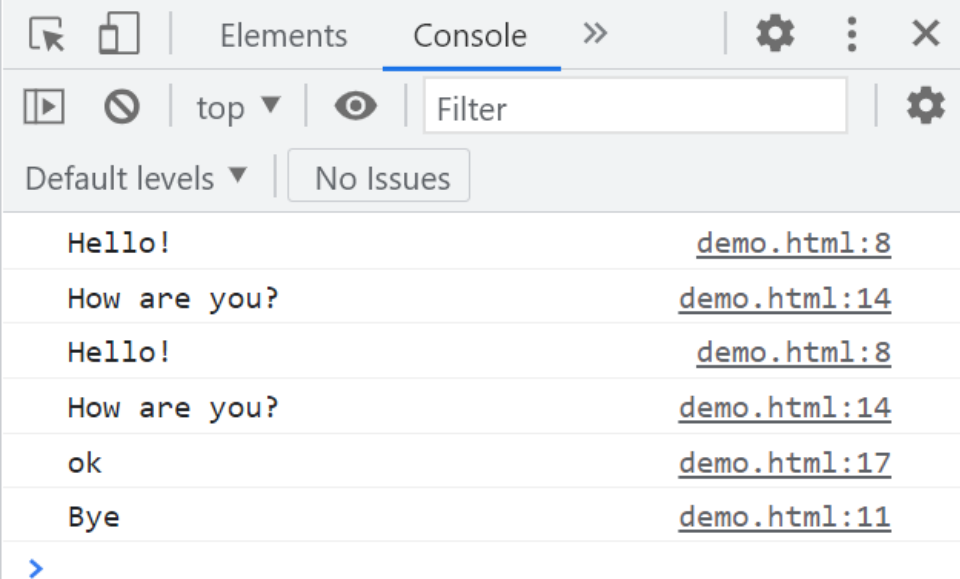 Elements Console
top Filter
Default levels No Issues
Hello! demo.html:8
How are you? demo.html:14
Hello! demo.html:8
How are you? demo.html:14
ok demo.html:17
Bye demo.html:11